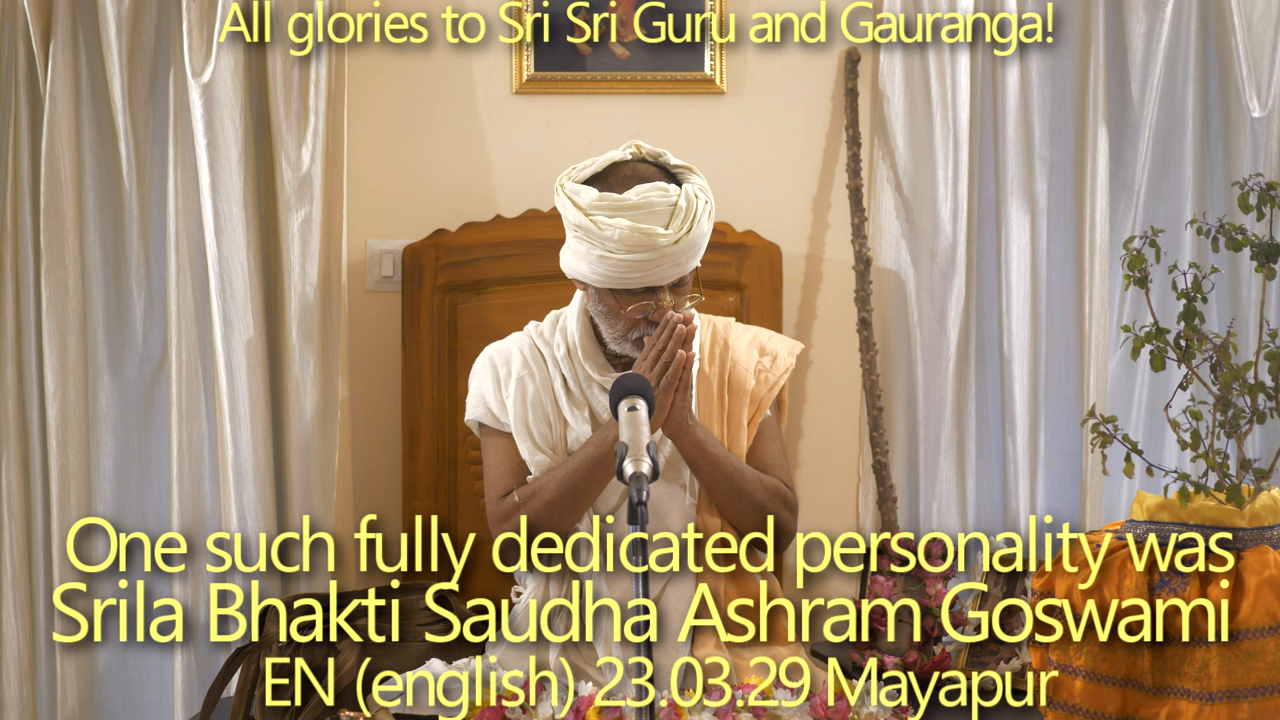 All glories to Sri Sri Guru and Gauranga!
One such fully dedicated personality was
Srila Bhakti Saudha Ashram Goswami
EN (english) 23.03.29 Mayapur